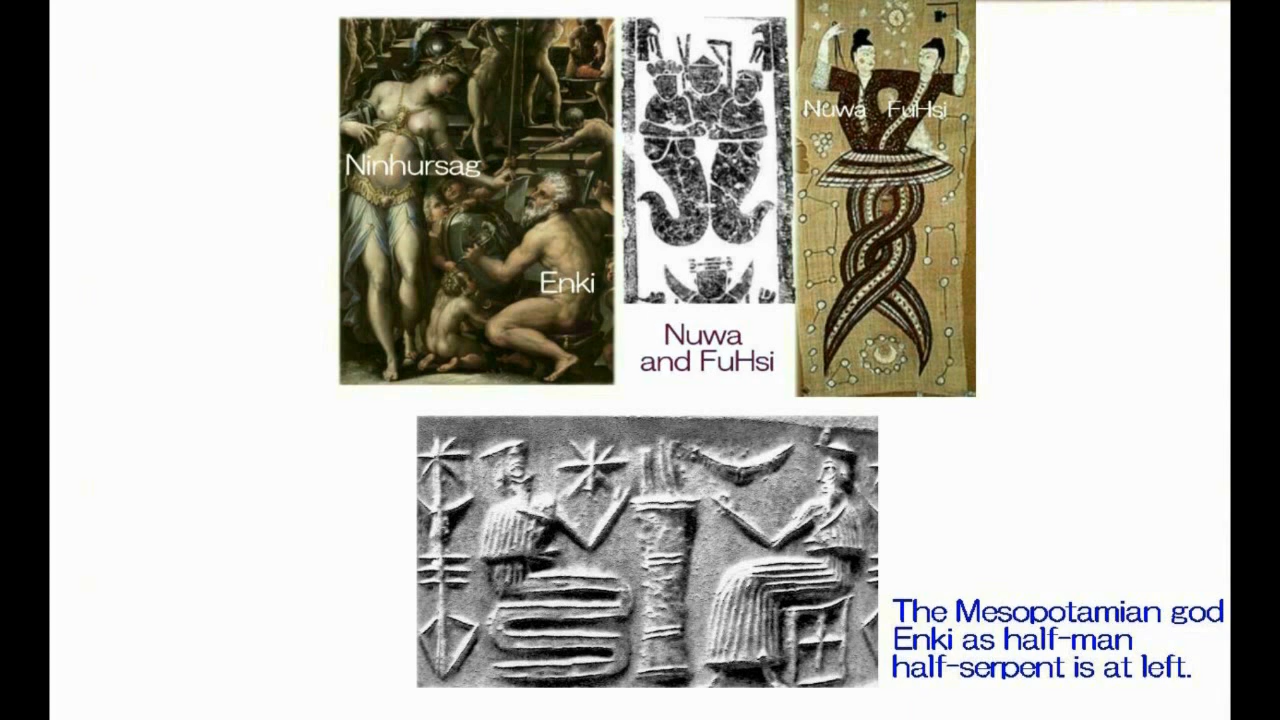 Ninhursag
Enki
Nuwa FuHsi
Nuwa
and FuHsi
The Mesopotamian god
Enki as half-man
half-serpent is at left.